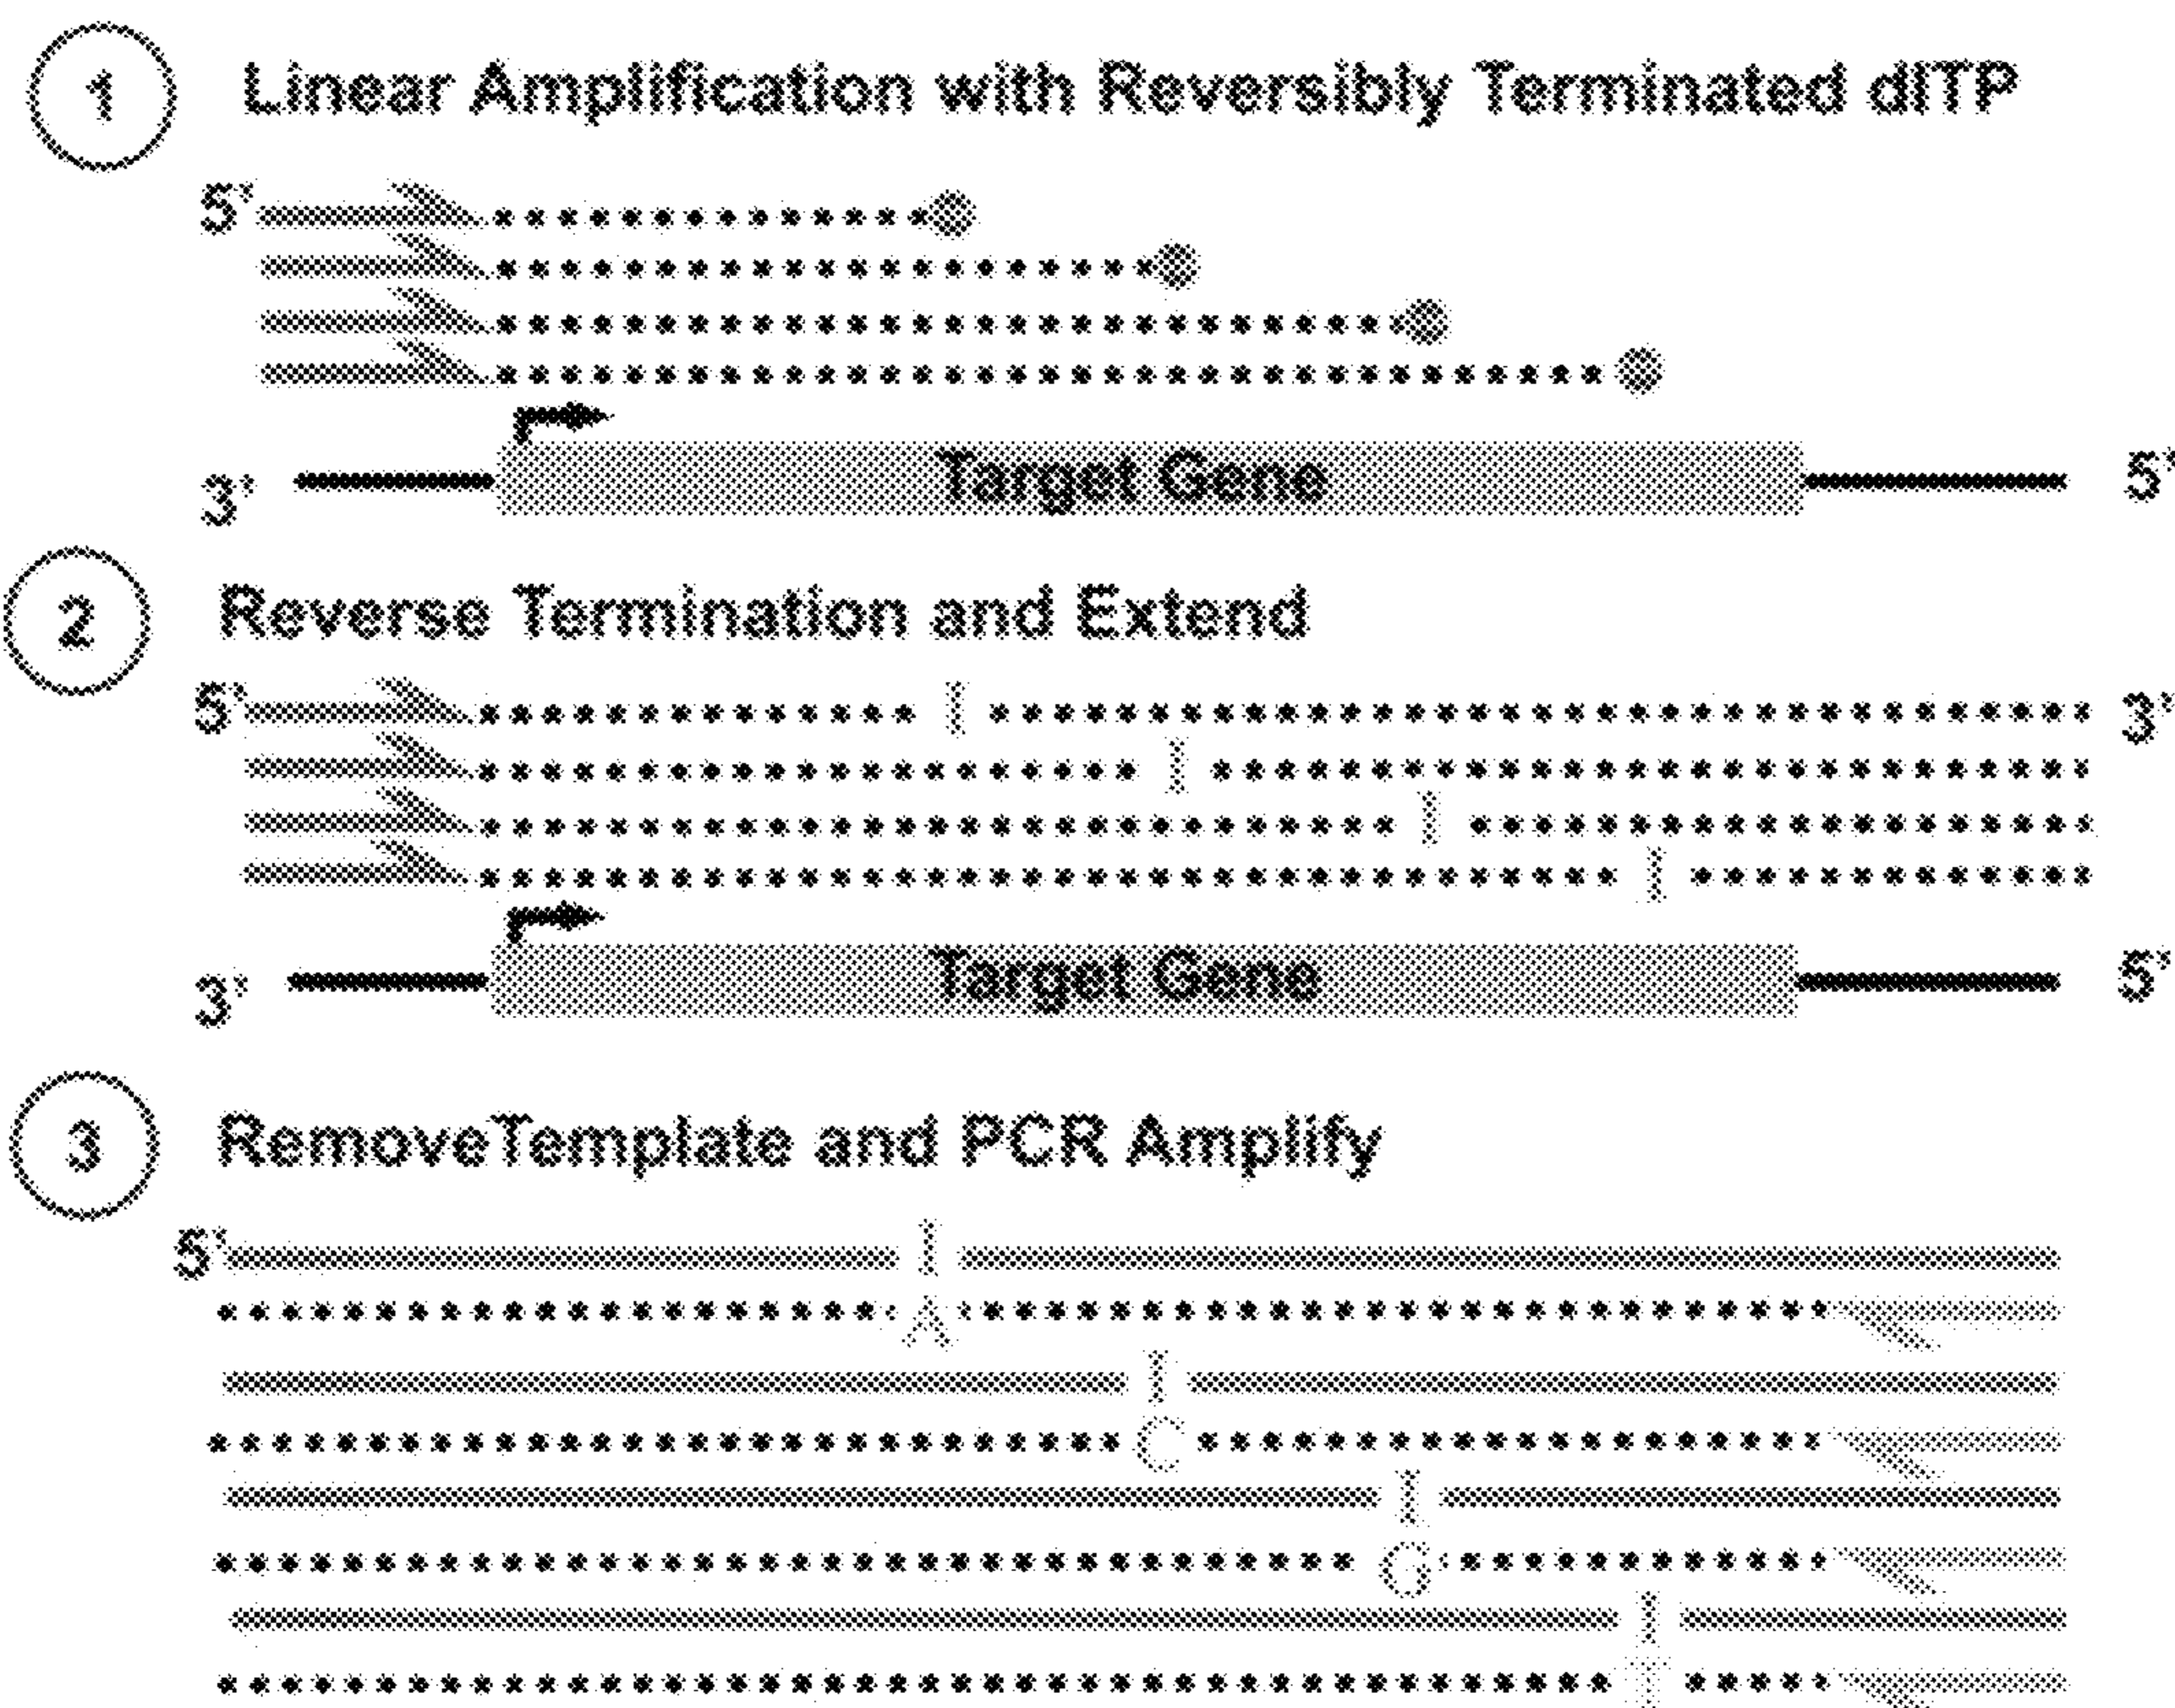 1 Linear Amplification with Reversibly Terminated dITP
5'
Target Gene
3' 5'
2 Reverse Termination and Extend
5' I 3'
I
I
I
Target Gene
3' 5'
3 RemoveTemplate and PCR Amplify
5' I
A
I
C
I
G
I
T